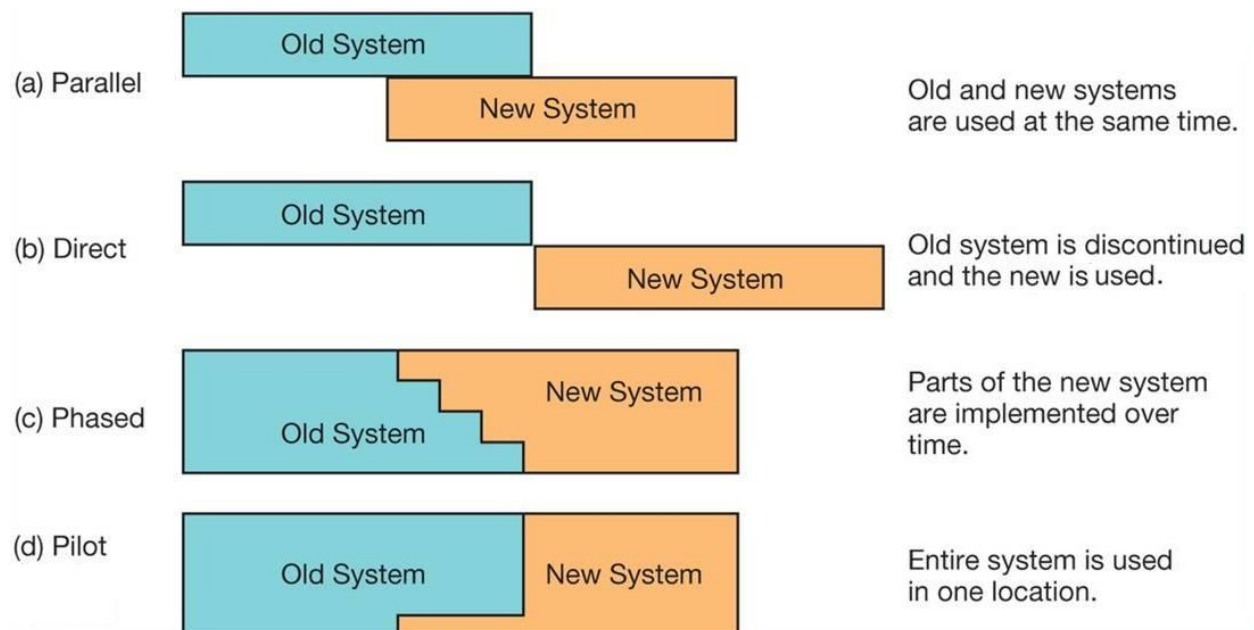 (a) Parallel
Old System
New System
Old and new systems
are used at the same time.
(b) Direct
Old System
New System
Old system is discontinued
and the new is used.
(c) Phased
Old System
New System
Parts of the new system
are implemented over
time.
(d) Pilot
Old System
New System
Entire system is used
in one location.